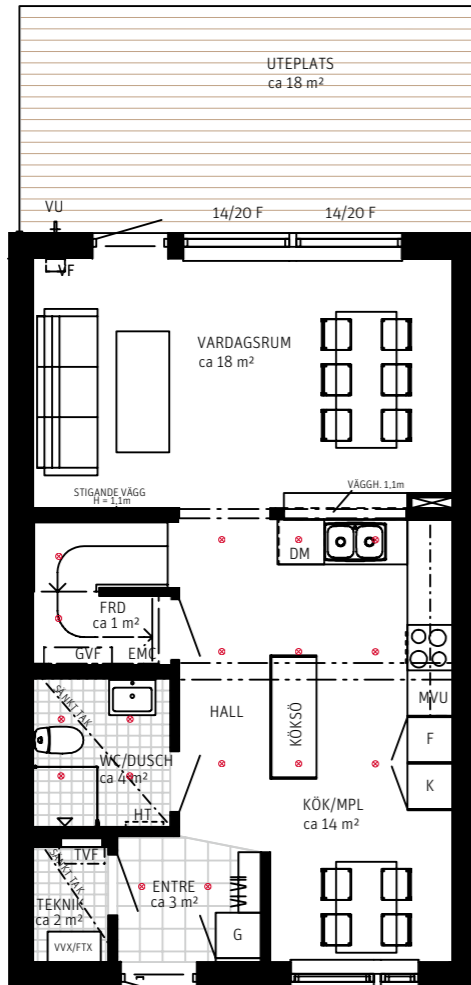 UTEPLATS
ca 18 m²
VU
14/20 F
14/20 F
VF
VARDAGSRUM
ca 18 m²
STIGANDE VÄGG
H = 1,1m
VÄGGH. 1,1m
DM
FRD
ca 1 m²
GVF
EMC
SÄNKT TAK
HALL
KÖKSÖ
MVU
F
WC/DUSCH
ca 4 m²
K
HT
KÖK/MPL
ca 14 m²
TVF
SÄNKT TAK
ENTRE
ca 3 m²
TEKNIK
ca 2 m²
G
VVX/FTX